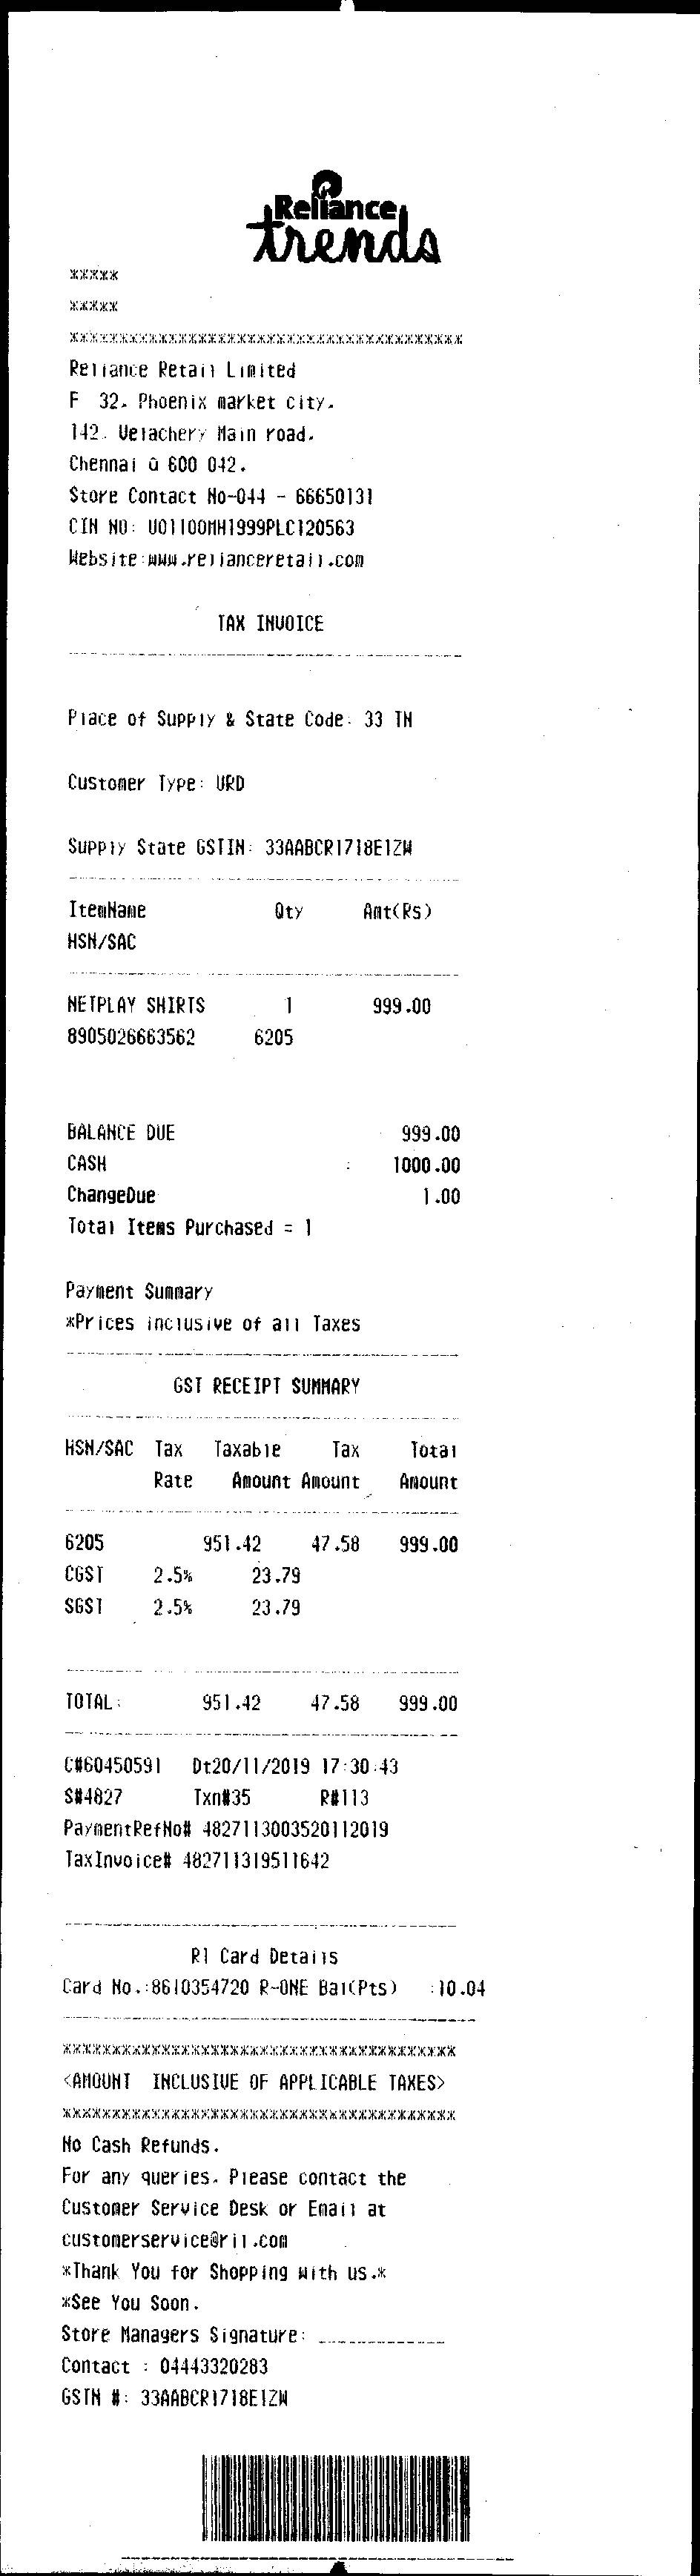 Reliance
trends
*****
*****
****************************************
Reliance Retail Limited
F 32, Phoenix market city,
142, Velachery Main road,
Chennai û 600 042.
Store Contact No-044 - 66650131
CIN NO: U01100MH1999PLC120563
Website:www.relianceretail.com
TAX INVOICE
Place of Supply & State Code: 33 TN
Customer Type: URD
Supply State GSTIN: 33AABCR1718E1ZW
ItemName Qty Amt(Rs)
HSN/SAC
NETPLAY SHIRTS 1 999.00
8905026663562 6205
BALANCE DUE 999.00
CASH : 1000.00
ChangeDue 1.00
Total Items Purchased = 1
Payment Summary
*Prices inclusive of all Taxes
GST RECEIPT SUMMARY
HSN/SAC Tax Taxable Tax Total
Rate Amount Amount Amount
6205 951.42 47.58 999.00
CGST 2.5% 23.79
SGST 2.5% 23.79
TOTAL: 951.42 47.58 999.00
C#60450591 Dt20/11/2019 17:30:43
S#4827 Txn#35 R#113
PaymentRefNo# 4827113003520112019
TaxInvoice# 482711319511642
R1 Card Details
Card No.:8610354720 R-ONE Bal(Pts) :10.04
****************************************
<AMOUNT INCLUSIVE OF APPLICABLE TAXES>
****************************************
No Cash Refunds.
For any queries, Please contact the
Customer Service Desk or Email at
customerservice@ril.com
*Thank You for Shopping with us.*
*See You Soon.
Store Managers Signature: _____________
Contact : 04443320283
GSTN #: 33AABCR1718E1ZW